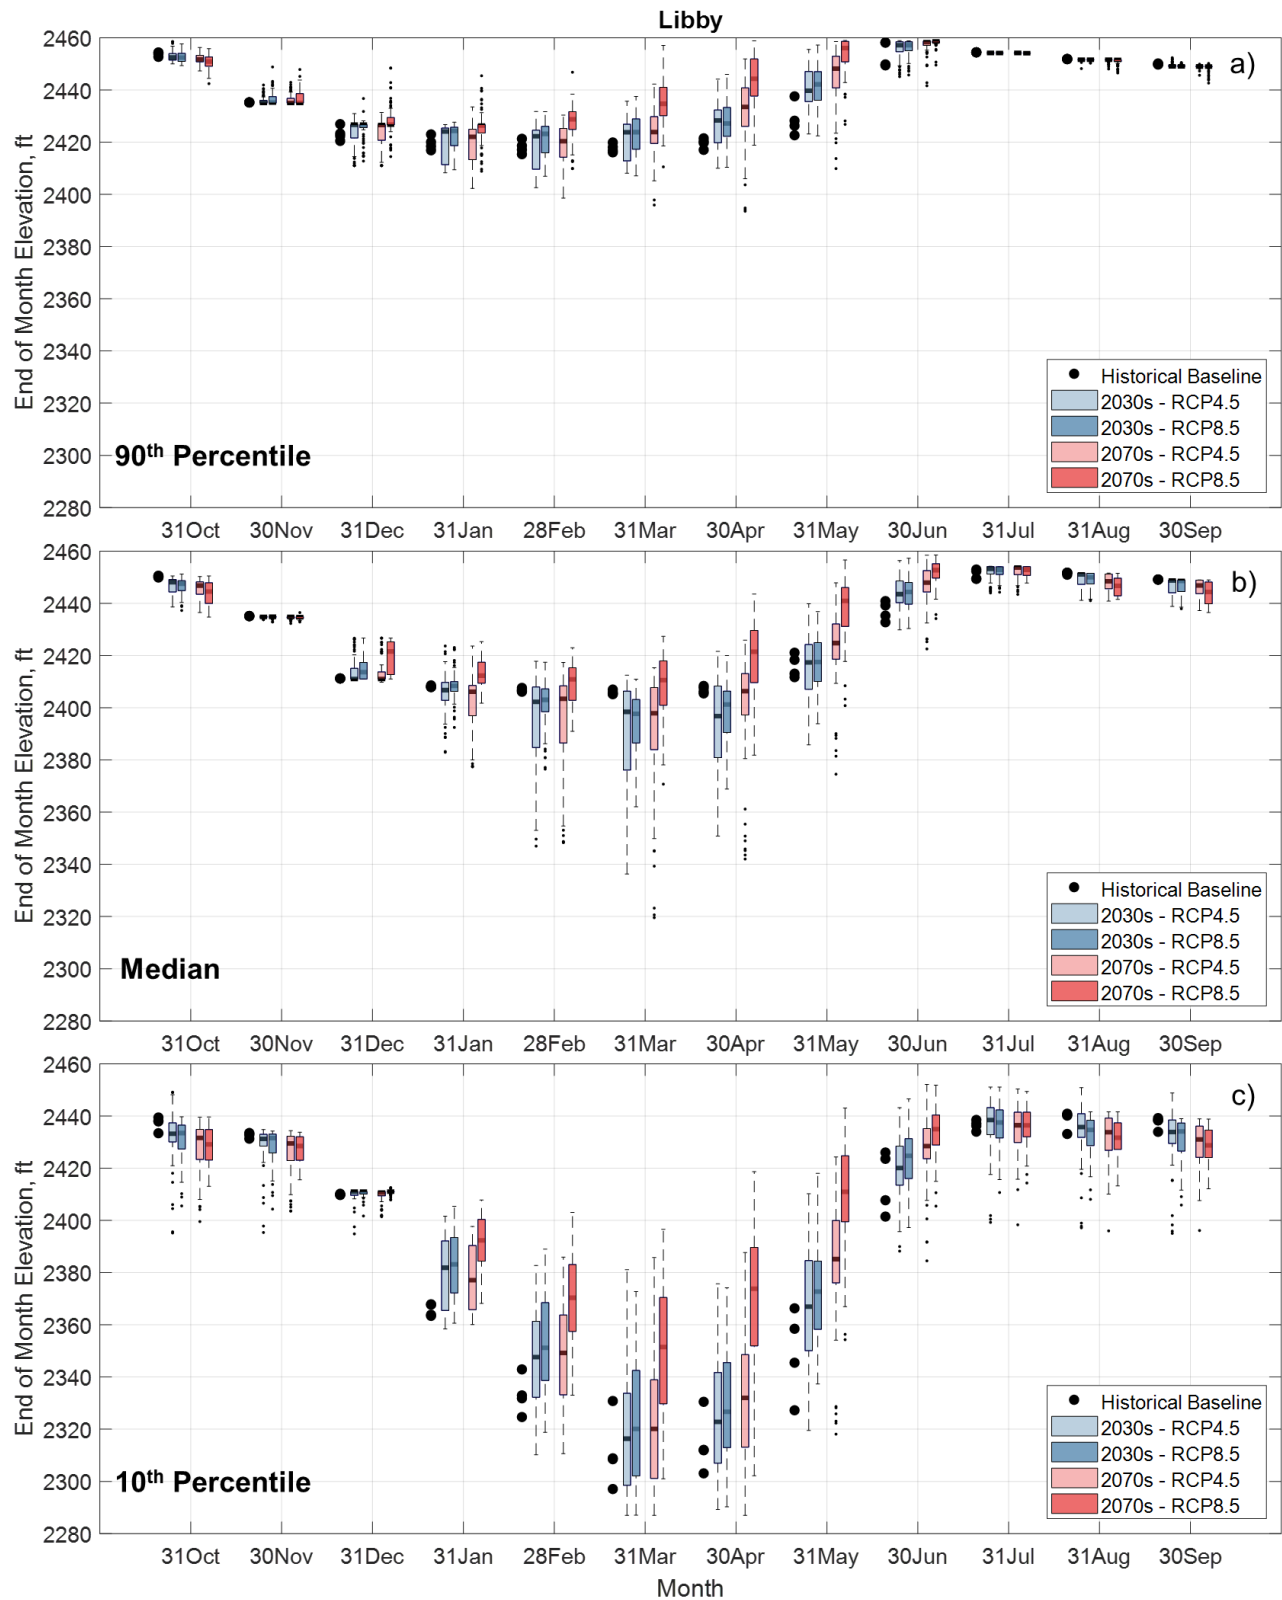 Libby
End of Month Elevation, ft
2460
2440
2420
2400
2380
2360
2340
2320
2300
2280
a)
90th Percentile
Historical Baseline
2030s - RCP4.5
2030s - RCP8.5
2070s - RCP4.5
2070s - RCP8.5
31Oct 30Nov 31Dec 31Jan 28Feb 31Mar 30Apr 31May 30Jun 31Jul 31Aug 30Sep
End of Month Elevation, ft
2460
2440
2420
2400
2380
2360
2340
2320
2300
2280
b)
Median
Historical Baseline
2030s - RCP4.5
2030s - RCP8.5
2070s - RCP4.5
2070s - RCP8.5
31Oct 30Nov 31Dec 31Jan 28Feb 31Mar 30Apr 31May 30Jun 31Jul 31Aug 30Sep
End of Month Elevation, ft
2460
2440
2420
2400
2380
2360
2340
2320
2300
2280
c)
10th Percentile
Historical Baseline
2030s - RCP4.5
2030s - RCP8.5
2070s - RCP4.5
2070s - RCP8.5
31Oct 30Nov 31Dec 31Jan 28Feb 31Mar 30Apr 31May 30Jun 31Jul 31Aug 30Sep
Month